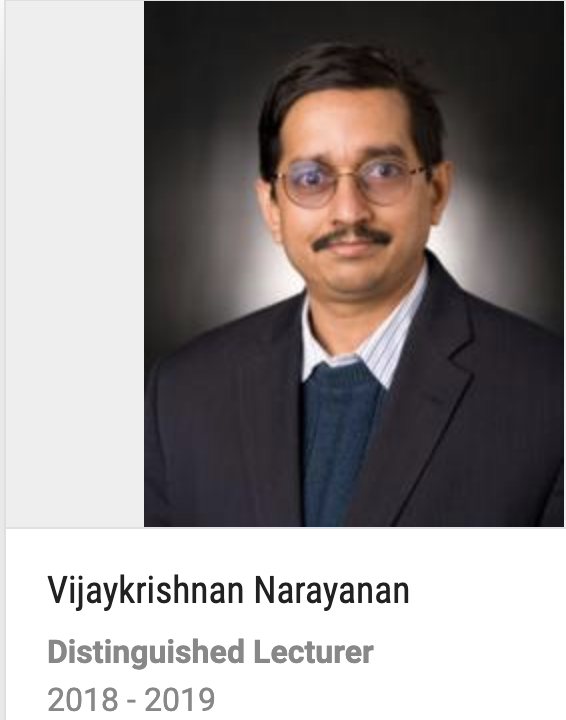 Vijaykrishnan Narayanan
Distinguished Lecturer
2018 - 2019